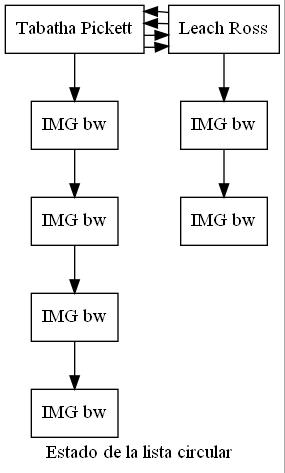 Tabatha Pickett
Leach Ross
IMG bw
IMG bw
IMG bw
IMG bw
IMG bw
IMG bw
Estado de la lista circular